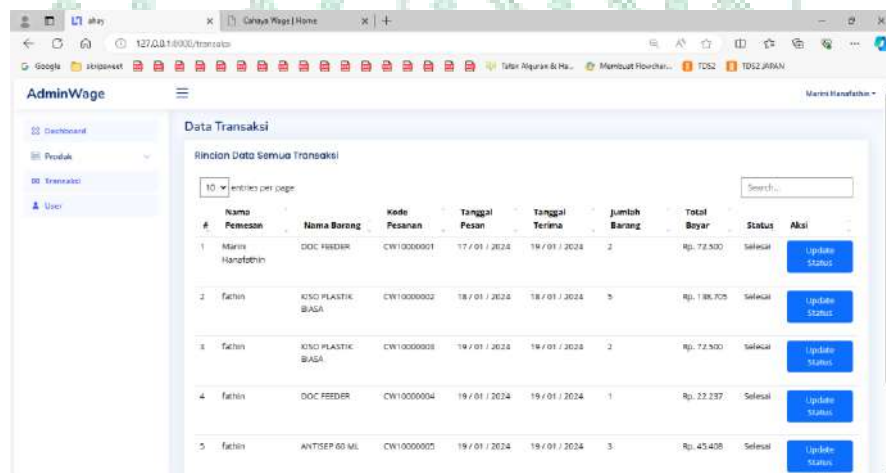 ahay
Cahaya Wage | Home
127.0.0.1:8000/transaksi
Google
TDS2
TDS2 JAPAN
AdminWage
Marini Hanafathin
Dashboard
Produk
Transaksi
User
Data Transaksi
Rincian Data Semua Transaksi
10 entries per page
Search...
# Nama Pemesan Nama Barang Kode Pesanan Tanggal Pesan Tanggal Terima Jumlah Barang Total Bayar Status Aksi
1 Marini Hanafathin DOC FEEDER CW10000001 17 / 01 / 2024 19 / 01 / 2024 2 Rp. 72.500 Selesai Update Status
2 fathin KISO PLASTIK BIASA CW10000002 18 / 01 / 2024 18 / 01 / 2024 5 Rp. 138.705 Selesai Update Status
3 fathin KISO PLASTIK BIASA CW10000003 19 / 01 / 2024 19 / 01 / 2024 2 Rp. 72.500 Selesai Update Status
4 fathin DOC FEEDER CW10000004 19 / 01 / 2024 19 / 01 / 2024 1 Rp. 22.237 Selesai Update Status
5 fathin ANTISEP 60 ML CW10000005 19 / 01 / 2024 19 / 01 / 2024 3 Rp. 45.408 Selesai Update Status